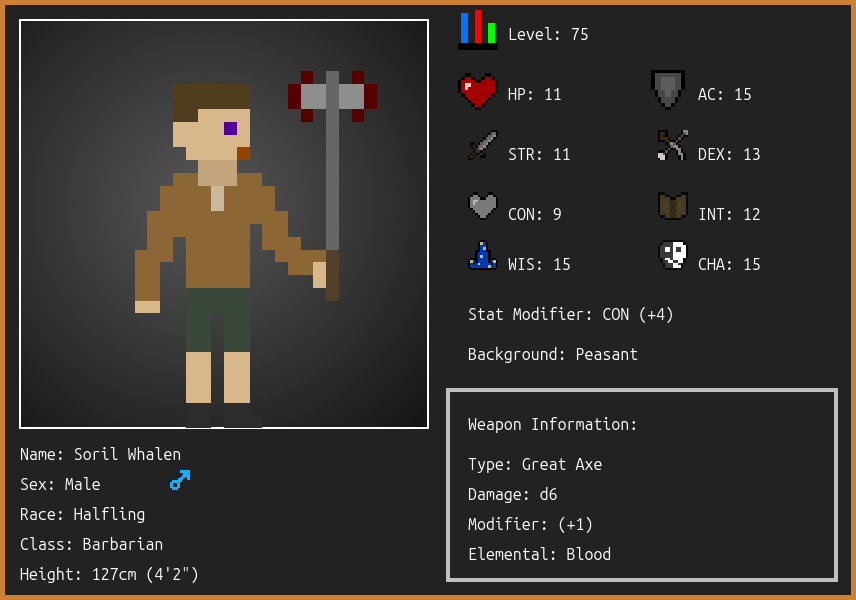 Level: 75
HP: 11
AC: 15
STR: 11
DEX: 13
CON: 9
INT: 12
WIS: 15
CHA: 15
Stat Modifier: CON (+4)
Background: Peasant
Weapon Information:
Type: Great Axe
Damage: d6
Modifier: (+1)
Elemental: Blood
Name: Soril Whalen
Sex: Male
Race: Halfling
Class: Barbarian
Height: 127cm (4'2")